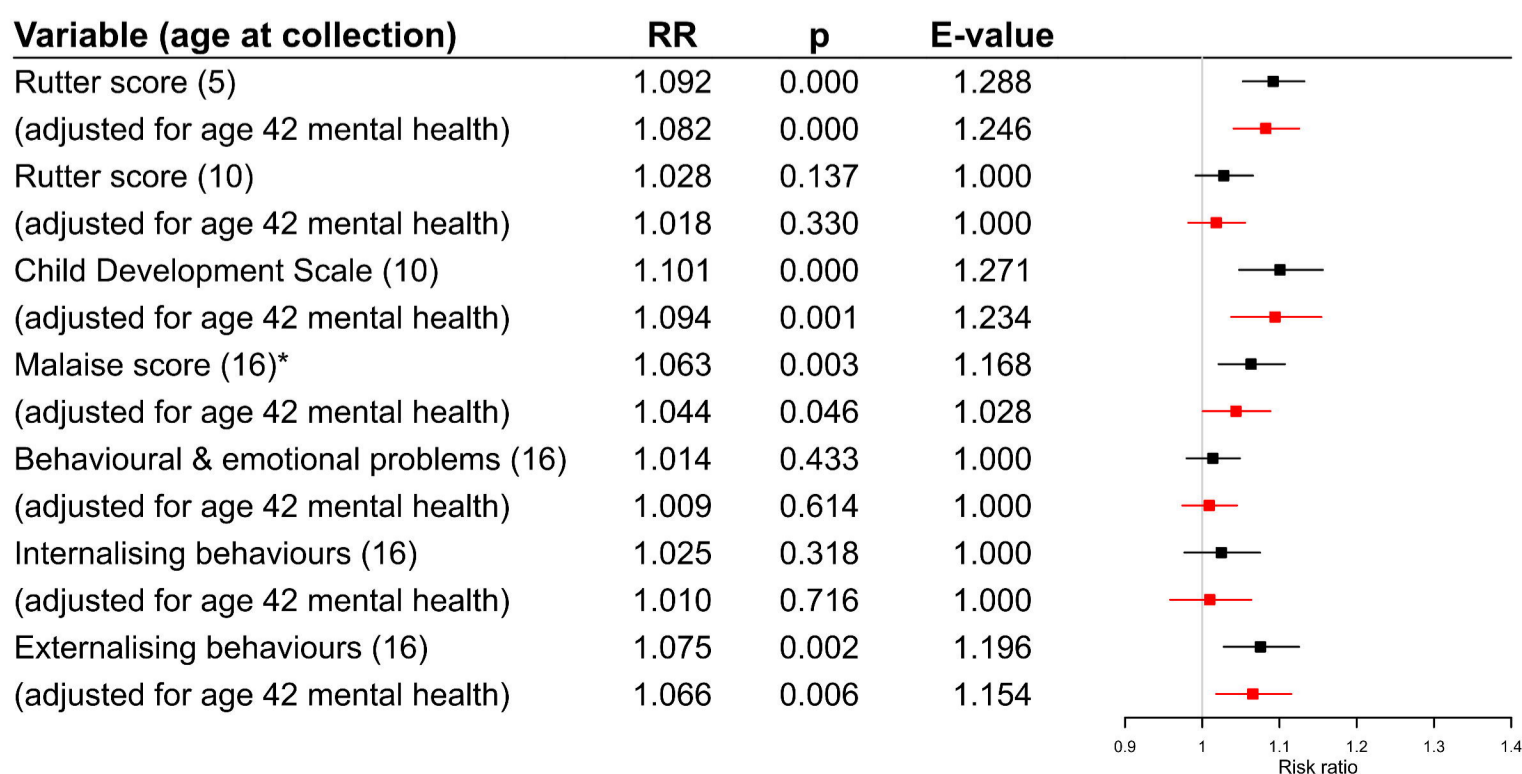 Variable (age at collection) RR p E-value
Rutter score (5) 1.092 0.000 1.288
(adjusted for age 42 mental health) 1.082 0.000 1.246
Rutter score (10) 1.028 0.137 1.000
(adjusted for age 42 mental health) 1.018 0.330 1.000
Child Development Scale (10) 1.101 0.000 1.271
(adjusted for age 42 mental health) 1.094 0.001 1.234
Malaise score (16)* 1.063 0.003 1.168
(adjusted for age 42 mental health) 1.044 0.046 1.028
Behavioural & emotional problems (16) 1.014 0.433 1.000
(adjusted for age 42 mental health) 1.009 0.614 1.000
Internalising behaviours (16) 1.025 0.318 1.000
(adjusted for age 42 mental health) 1.010 0.716 1.000
Externalising behaviours (16) 1.075 0.002 1.196
(adjusted for age 42 mental health) 1.066 0.006 1.154
0.9 1 1.1 1.2 1.3 1.4
Risk ratio